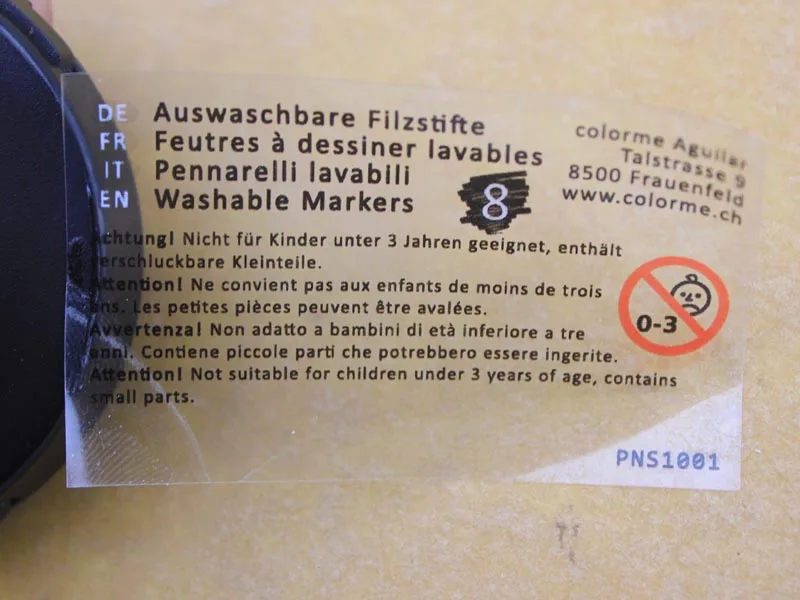 DE Auswaschbare Filzstifte
FR Feutres à dessiner lavables
IT Pennarelli lavabili
EN Washable Markers
8
colorme Aguilar
Talstrasse 9
8500 Frauenfeld
www.colorme.ch
Achtung! Nicht für Kinder unter 3 Jahren geeignet, enthält
verschluckbare Kleinteile.
Attention! Ne convient pas aux enfants de moins de trois
ans. Les petites pièces peuvent être avalées.
Avvertenza! Non adatto a bambini di età inferiore a tre
anni. Contiene piccole parti che potrebbero essere ingerite.
Attention! Not suitable for children under 3 years of age, contains
small parts.
0-3
PNS1001